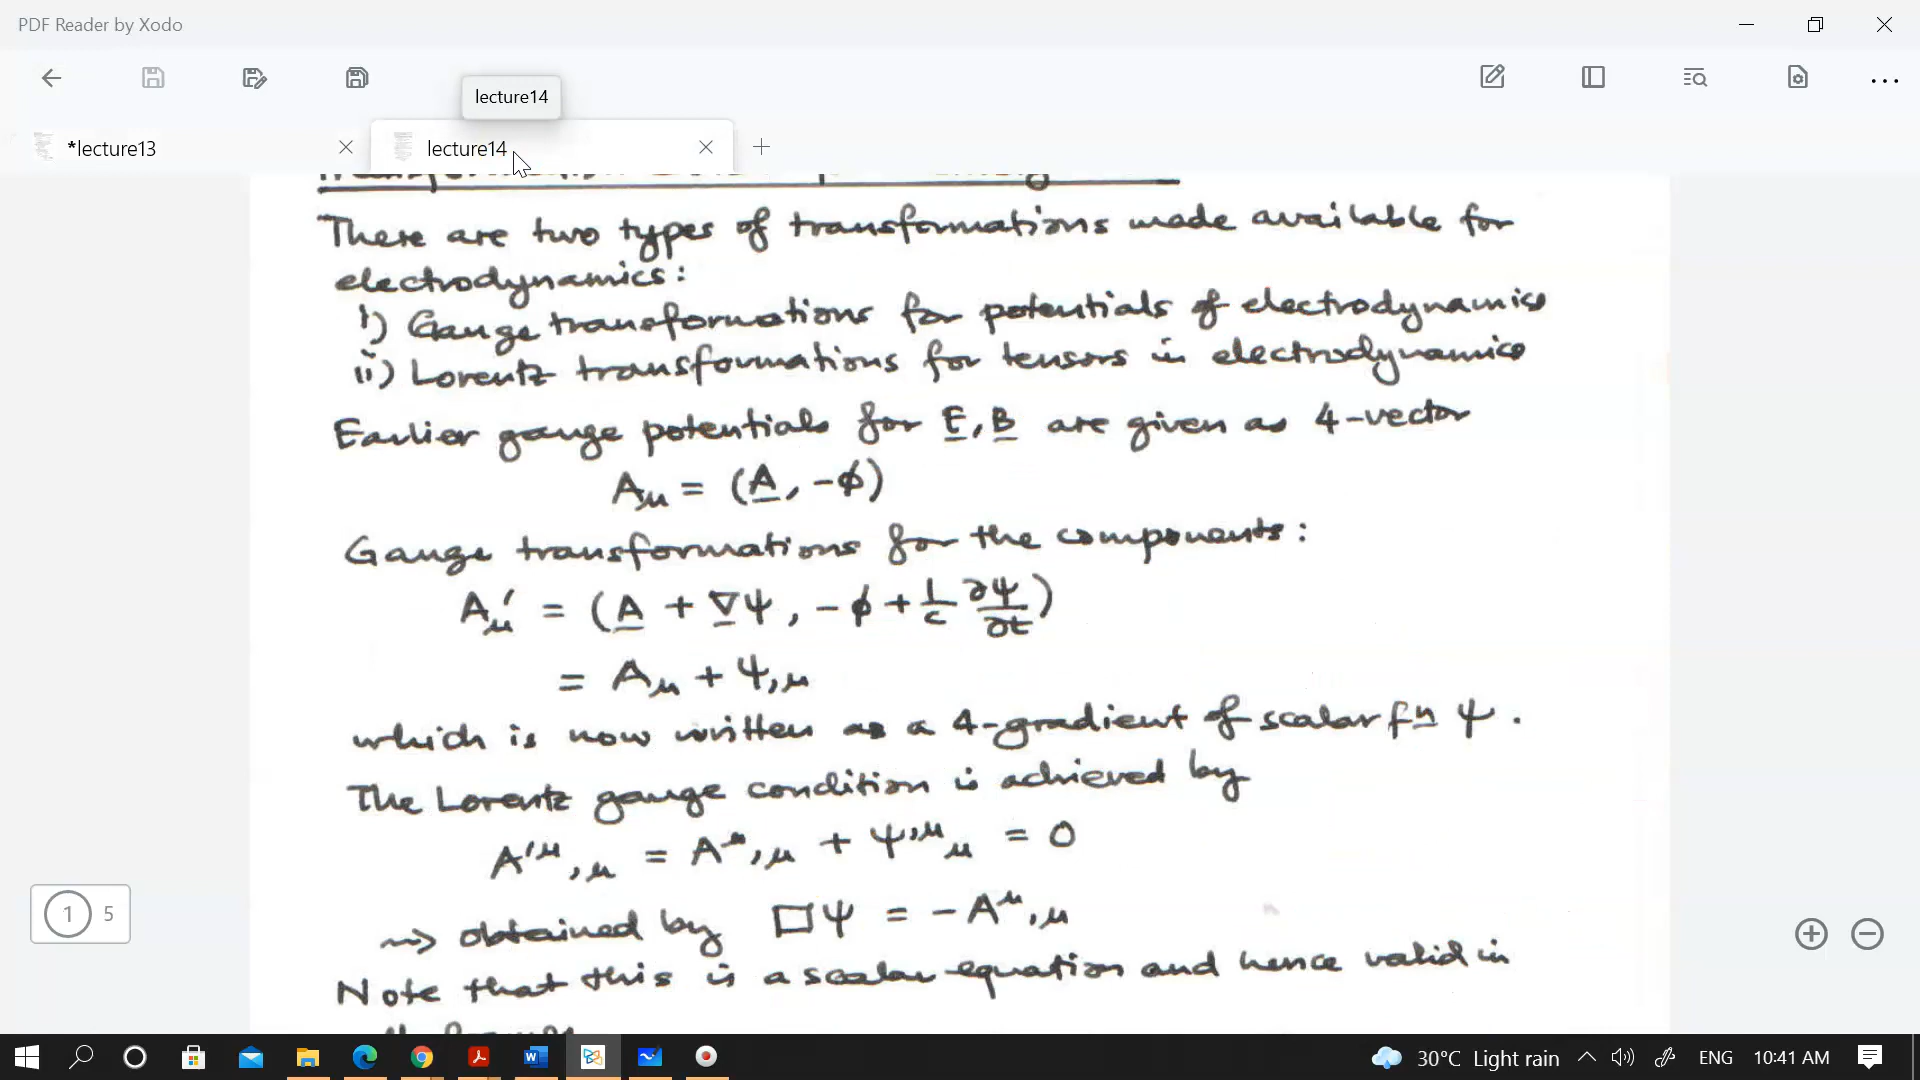 PDF Reader by Xodo
lecture14
*lecture13
lecture14
There are two types of transformations made available for
electrodynamics:
i) Gauge transformations for potentials of electrodynamics
ii) Lorentz transformations for tensors in electrodynamics
Earlier gauge potentials for E, B are given as 4-vector
Aμ = (A, -ϕ)
Gauge transformations for the components:
Aμ' = (A + ∇ψ, -ϕ + 1/c ∂ψ/∂t)
= Aμ + ψ,μ
which is now written as a 4-gradient of scalar fn ψ.
The Lorentz gauge condition is achieved by
A'^μ,μ = A^μ,μ + ψ^,μ μ = 0
⇝ obtained by □ψ = -A^μ,μ
Note that this is a scalar equation and hence valid in
1 5
30°C Light rain ENG 10:41 AM